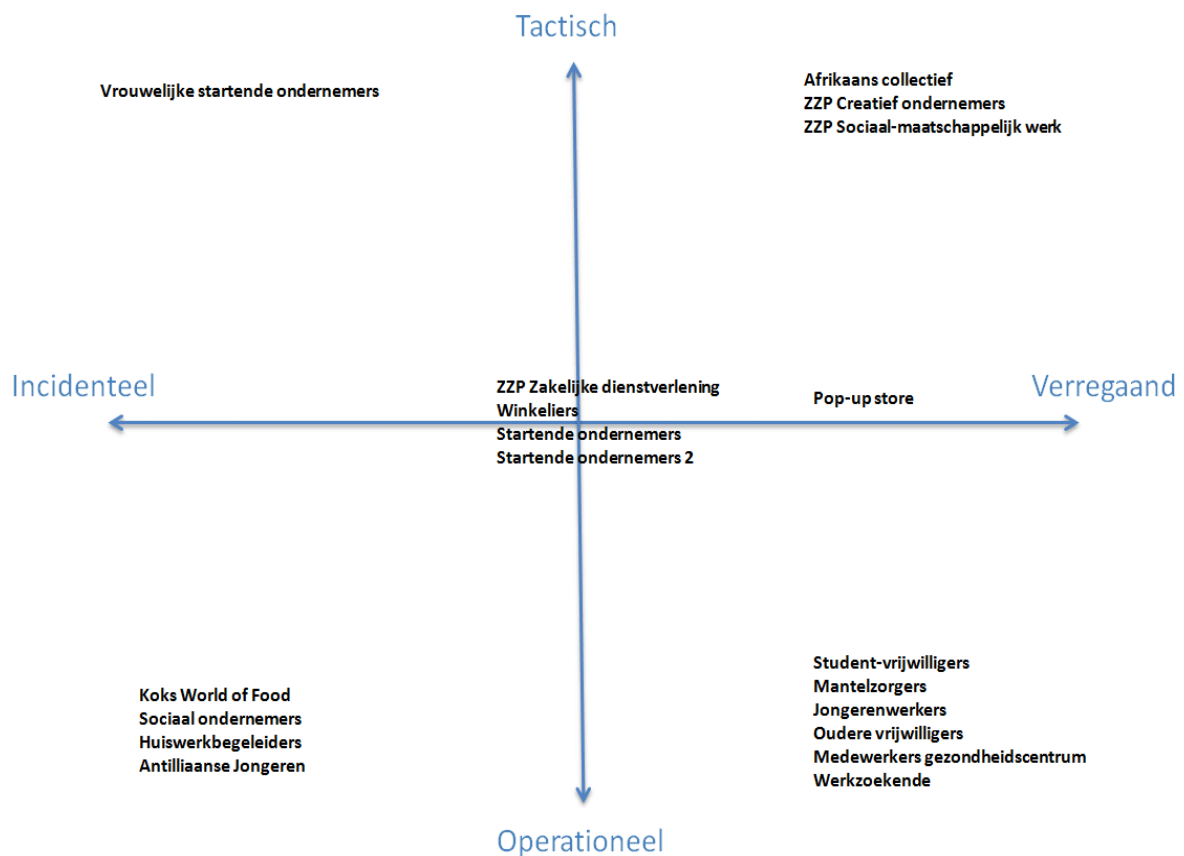 Tactisch
Vrouwelijke startende ondernemers
Afrikaans collectief
ZZP Creatief ondernemers
ZZP Sociaal-maatschappelijk werk
Incidenteel
ZZP Zakelijke dienstverlening
Winkeliers
Startende ondernemers
Startende ondernemers 2
Pop-up store
Verregaand
Koks World of Food
Sociaal ondernemers
Huiswerkbegeleiders
Antilliaanse Jongeren
Student-vrijwilligers
Mantelzorgers
Jongerenwerkers
Oudere vrijwilligers
Medewerkers gezondheidscentrum
Werkzoekende
Operationeel